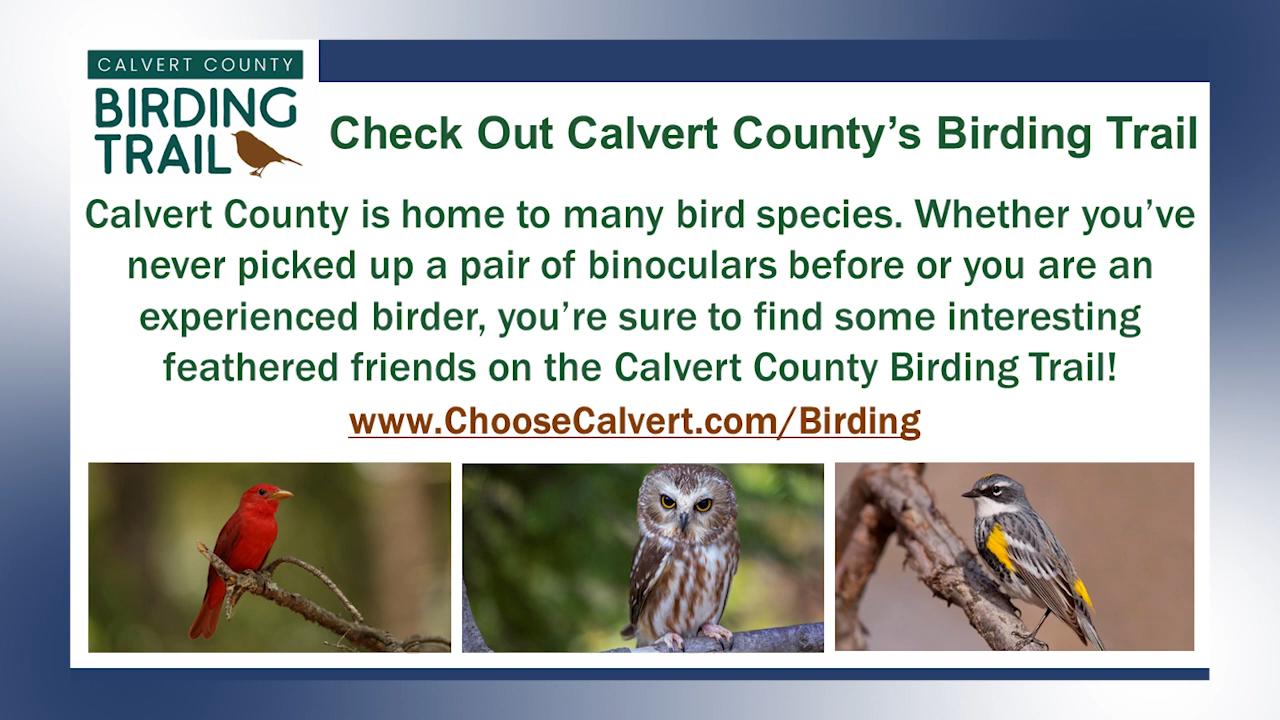 CALVERT COUNTY
BIRDING
TRAIL
Check Out Calvert County’s Birding Trail
Calvert County is home to many bird species. Whether you’ve
never picked up a pair of binoculars before or you are an
experienced birder, you’re sure to find some interesting
feathered friends on the Calvert County Birding Trail!
www.ChooseCalvert.com/Birding